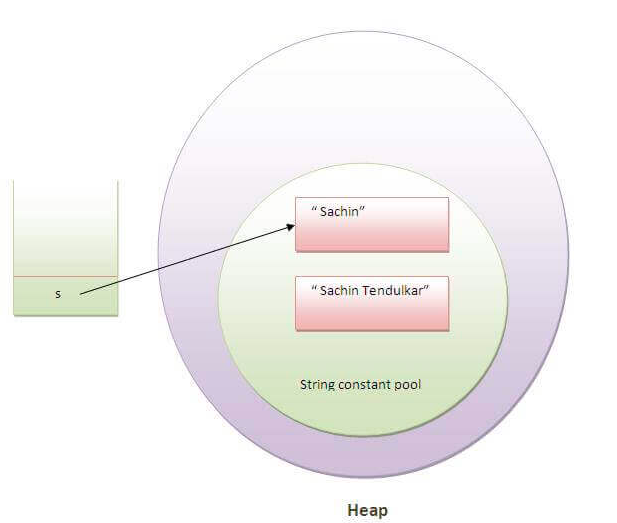 “ Sachin”
s
“ Sachin Tendulkar”
String constant pool
Heap